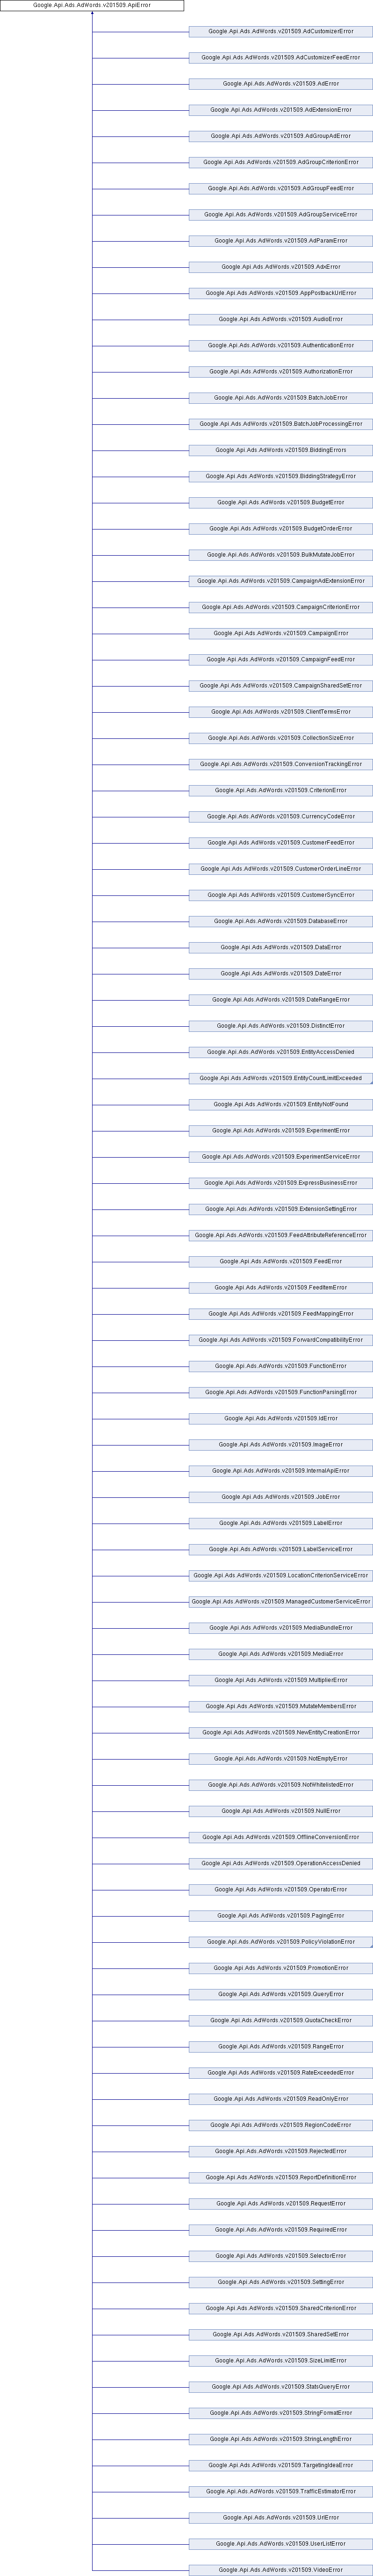 Google.Api.Ads.AdWords.v201509.ApiError
Google.Api.Ads.AdWords.v201509.AdCustomizerError
Google.Api.Ads.AdWords.v201509.AdCustomizerFeedError
Google.Api.Ads.AdWords.v201509.AdError
Google.Api.Ads.AdWords.v201509.AdExtensionError
Google.Api.Ads.AdWords.v201509.AdGroupAdError
Google.Api.Ads.AdWords.v201509.AdGroupCriterionError
Google.Api.Ads.AdWords.v201509.AdGroupFeedError
Google.Api.Ads.AdWords.v201509.AdGroupServiceError
Google.Api.Ads.AdWords.v201509.AdParamError
Google.Api.Ads.AdWords.v201509.AdxError
Google.Api.Ads.AdWords.v201509.AppPostbackUrlError
Google.Api.Ads.AdWords.v201509.AudioError
Google.Api.Ads.AdWords.v201509.AuthenticationError
Google.Api.Ads.AdWords.v201509.AuthorizationError
Google.Api.Ads.AdWords.v201509.BatchJobError
Google.Api.Ads.AdWords.v201509.BatchJobProcessingError
Google.Api.Ads.AdWords.v201509.BiddingErrors
Google.Api.Ads.AdWords.v201509.BiddingStrategyError
Google.Api.Ads.AdWords.v201509.BudgetError
Google.Api.Ads.AdWords.v201509.BudgetOrderError
Google.Api.Ads.AdWords.v201509.BulkMutateJobError
Google.Api.Ads.AdWords.v201509.CampaignAdExtensionError
Google.Api.Ads.AdWords.v201509.CampaignCriterionError
Google.Api.Ads.AdWords.v201509.CampaignError
Google.Api.Ads.AdWords.v201509.CampaignFeedError
Google.Api.Ads.AdWords.v201509.CampaignSharedSetError
Google.Api.Ads.AdWords.v201509.ClientTermsError
Google.Api.Ads.AdWords.v201509.CollectionSizeError
Google.Api.Ads.AdWords.v201509.ConversionTrackingError
Google.Api.Ads.AdWords.v201509.CriterionError
Google.Api.Ads.AdWords.v201509.CurrencyCodeError
Google.Api.Ads.AdWords.v201509.CustomerFeedError
Google.Api.Ads.AdWords.v201509.CustomerOrderLineError
Google.Api.Ads.AdWords.v201509.CustomerSyncError
Google.Api.Ads.AdWords.v201509.DatabaseError
Google.Api.Ads.AdWords.v201509.DataError
Google.Api.Ads.AdWords.v201509.DateError
Google.Api.Ads.AdWords.v201509.DateRangeError
Google.Api.Ads.AdWords.v201509.DistinctError
Google.Api.Ads.AdWords.v201509.EntityAccessDenied
Google.Api.Ads.AdWords.v201509.EntityCountLimitExceeded
Google.Api.Ads.AdWords.v201509.EntityNotFound
Google.Api.Ads.AdWords.v201509.ExperimentError
Google.Api.Ads.AdWords.v201509.ExperimentServiceError
Google.Api.Ads.AdWords.v201509.ExpressBusinessError
Google.Api.Ads.AdWords.v201509.ExtensionSettingError
Google.Api.Ads.AdWords.v201509.FeedAttributeReferenceError
Google.Api.Ads.AdWords.v201509.FeedError
Google.Api.Ads.AdWords.v201509.FeedItemError
Google.Api.Ads.AdWords.v201509.FeedMappingError
Google.Api.Ads.AdWords.v201509.ForwardCompatibilityError
Google.Api.Ads.AdWords.v201509.FunctionError
Google.Api.Ads.AdWords.v201509.FunctionParsingError
Google.Api.Ads.AdWords.v201509.IdError
Google.Api.Ads.AdWords.v201509.ImageError
Google.Api.Ads.AdWords.v201509.InternalApiError
Google.Api.Ads.AdWords.v201509.JobError
Google.Api.Ads.AdWords.v201509.LabelError
Google.Api.Ads.AdWords.v201509.LabelServiceError
Google.Api.Ads.AdWords.v201509.LocationCriterionServiceError
Google.Api.Ads.AdWords.v201509.ManagedCustomerServiceError
Google.Api.Ads.AdWords.v201509.MediaBundleError
Google.Api.Ads.AdWords.v201509.MediaError
Google.Api.Ads.AdWords.v201509.MultiplierError
Google.Api.Ads.AdWords.v201509.MutateMembersError
Google.Api.Ads.AdWords.v201509.NewEntityCreationError
Google.Api.Ads.AdWords.v201509.NotEmptyError
Google.Api.Ads.AdWords.v201509.NotWhitelistedError
Google.Api.Ads.AdWords.v201509.NullError
Google.Api.Ads.AdWords.v201509.OfflineConversionError
Google.Api.Ads.AdWords.v201509.OperationAccessDenied
Google.Api.Ads.AdWords.v201509.OperatorError
Google.Api.Ads.AdWords.v201509.PagingError
Google.Api.Ads.AdWords.v201509.PolicyViolationError
Google.Api.Ads.AdWords.v201509.PromotionError
Google.Api.Ads.AdWords.v201509.QueryError
Google.Api.Ads.AdWords.v201509.QuotaCheckError
Google.Api.Ads.AdWords.v201509.RangeError
Google.Api.Ads.AdWords.v201509.RateExceededError
Google.Api.Ads.AdWords.v201509.ReadOnlyError
Google.Api.Ads.AdWords.v201509.RegionCodeError
Google.Api.Ads.AdWords.v201509.RejectedError
Google.Api.Ads.AdWords.v201509.ReportDefinitionError
Google.Api.Ads.AdWords.v201509.RequestError
Google.Api.Ads.AdWords.v201509.RequiredError
Google.Api.Ads.AdWords.v201509.SelectorError
Google.Api.Ads.AdWords.v201509.SettingError
Google.Api.Ads.AdWords.v201509.SharedCriterionError
Google.Api.Ads.AdWords.v201509.SharedSetError
Google.Api.Ads.AdWords.v201509.SizeLimitError
Google.Api.Ads.AdWords.v201509.StatsQueryError
Google.Api.Ads.AdWords.v201509.StringFormatError
Google.Api.Ads.AdWords.v201509.StringLengthError
Google.Api.Ads.AdWords.v201509.TargetingIdeaError
Google.Api.Ads.AdWords.v201509.TrafficEstimatorError
Google.Api.Ads.AdWords.v201509.UrlError
Google.Api.Ads.AdWords.v201509.UserListError
Google.Api.Ads.AdWords.v201509.VideoError